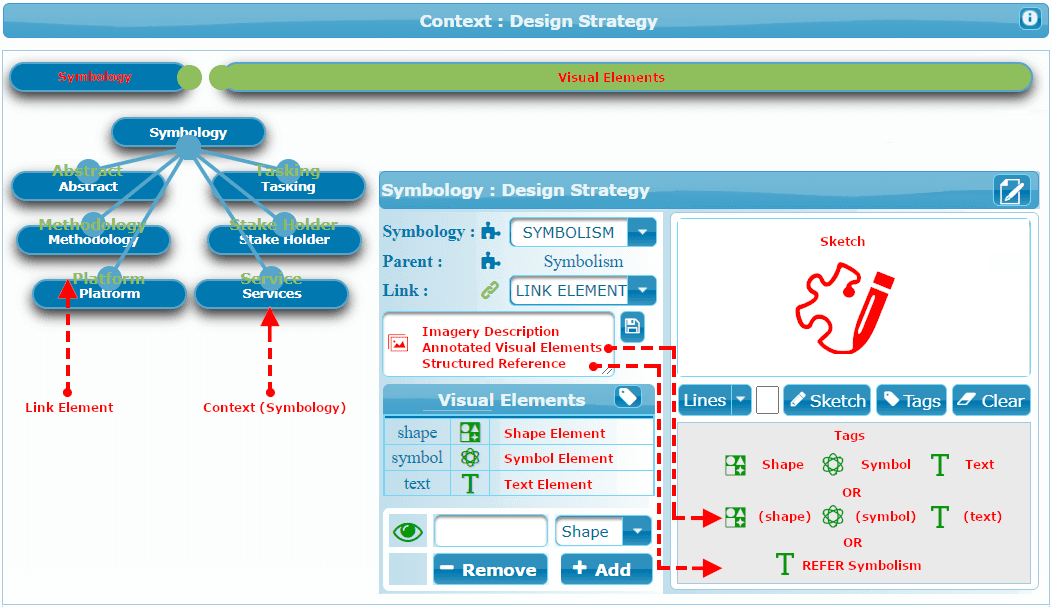 Context : Design Strategy
Symbology
Visual Elements
Symbology
Abstract
Abstract
Tasking
Tasking
Methodology
Methodology
Stake Holder
Stake Holder
Platform
Platform
Service
Services
Link Element
Context (Symbology)
Symbology : Design Strategy
Symbology : SYMBOLISM
Parent : Symbolism
Link : LINK ELEMENT
Imagery Description
Annotated Visual Elements
Structured Reference
Visual Elements
shape Shape Element
symbol Symbol Element
text T Text Element
Shape
Remove Add
Sketch
Lines Sketch Tags Clear
Tags
Shape Symbol T Text
OR
(shape) (symbol) T (text)
OR
T REFER Symbolism